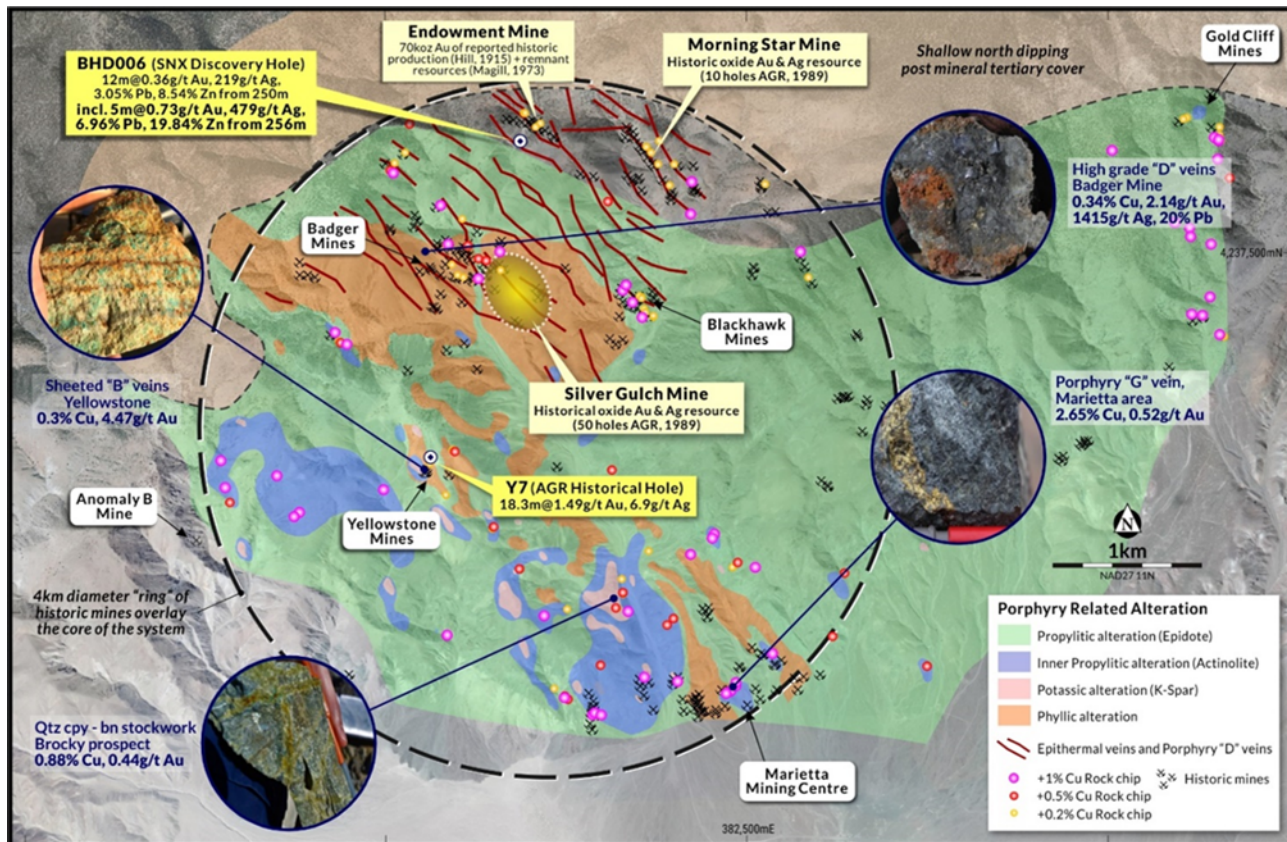 Endowment Mine
70koz Au of reported historic
production (Hill, 1915) + remnant
resources (Magill, 1973)
Morning Star Mine
Historic oxide Au & Ag resource
(10 holes AGR, 1989)
Shallow north dipping
post mineral tertiary cover
Gold Cliff
Mines
BHD006 (SNX Discovery Hole)
12m@0.36g/t Au, 219g/t Ag,
3.05% Pb, 8.54% Zn from 250m
incl. 5m@0.73g/t Au, 479g/t Ag,
6.96% Pb, 19.84% Zn from 256m
High grade "D" veins
Badger Mine
0.34% Cu, 2.14g/t Au,
1415g/t Ag, 20% Pb
Badger
Mines
4,237,500mN
Blackhawk
Mines
Sheeted "B" veins
Yellowstone
0.3% Cu, 4.47g/t Au
Silver Gulch Mine
Historical oxide Au & Ag resource
(50 holes AGR, 1989)
Porphyry "G" vein,
Marietta area
2.65% Cu, 0.52g/t Au
Y7 (AGR Historical Hole)
18.3m@1.49g/t Au, 6.9g/t Ag
Anomaly B
Mine
Yellowstone
Mines
N
1km
NAD27 11N
4km diameter "ring" of
historic mines overlay
the core of the system
Porphyry Related Alteration
Propylitic alteration (Epidote)
Inner Propylitic alteration (Actinolite)
Potassic alteration (K-Spar)
Phyllic alteration
Epithermal veins and Porphyry "D" veins
+1% Cu Rock chip
Historic mines
+0.5% Cu Rock chip
+0.2% Cu Rock chip
Qtz cpy - bn stockwork
Brocky prospect
0.88% Cu, 0.44g/t Au
Marietta
Mining Centre
382,500mE